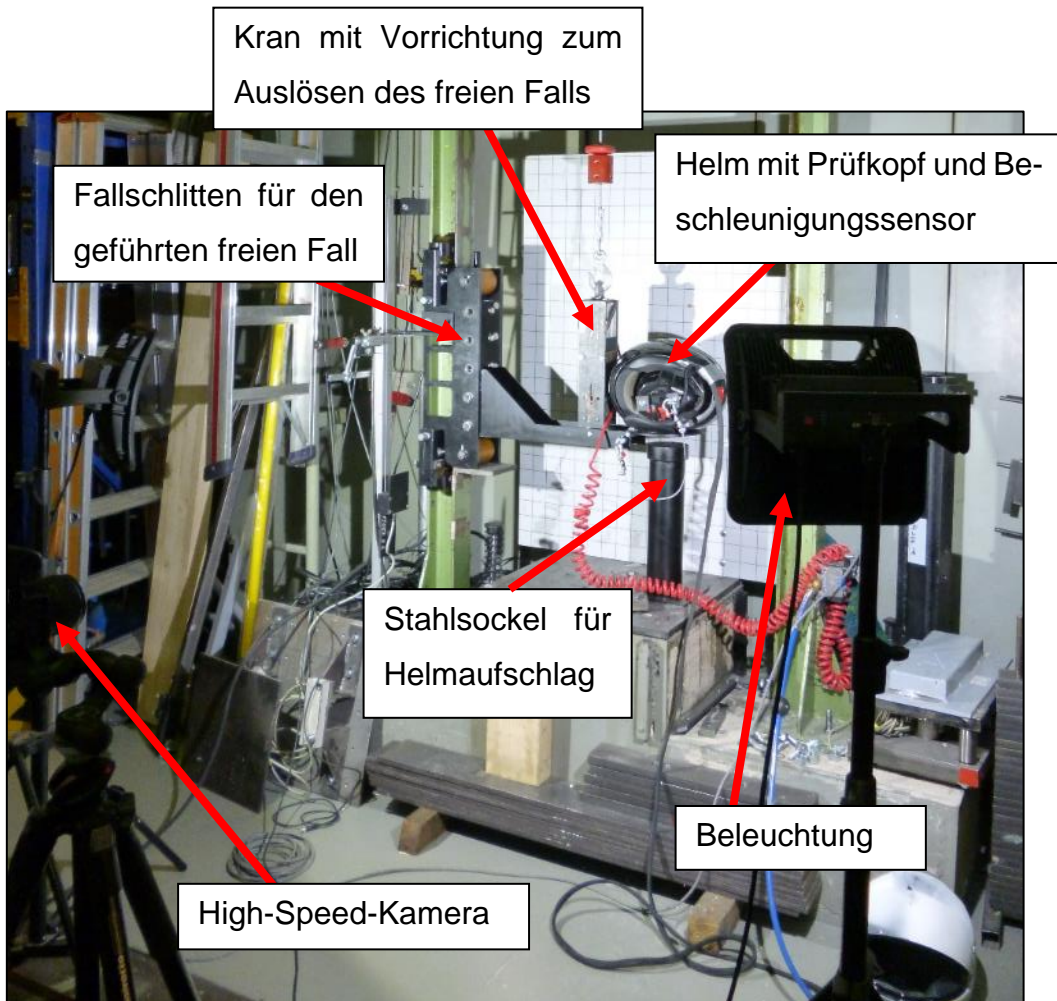 Kran mit Vorrichtung zum
Auslösen des freien Falls
Helm mit Prüfkopf und Be-
schleunigungssensor
Fallschlitten für den
geführten freien Fall
Stahlsockel für
Helmaufschlag
Beleuchtung
High-Speed-Kamera